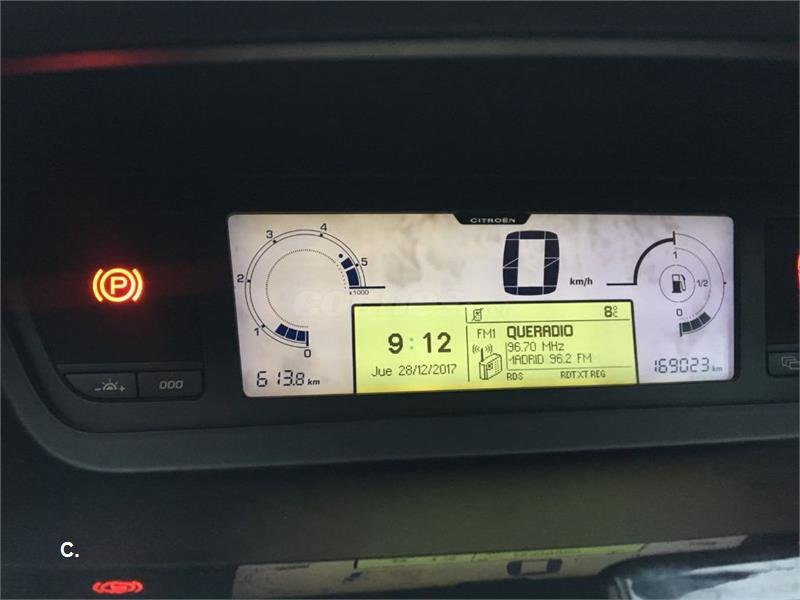 CITROËN
P
4
3
5
2
x1000
1
0
613.8 km
000
0
km/h
1
1/2
0
169023 km
8°C
9:12
Jue 28/12/2017
FM1 QUERADIO
96.70 MHz
MADRID 96.2 FM
RDS RDTXT REG
C.